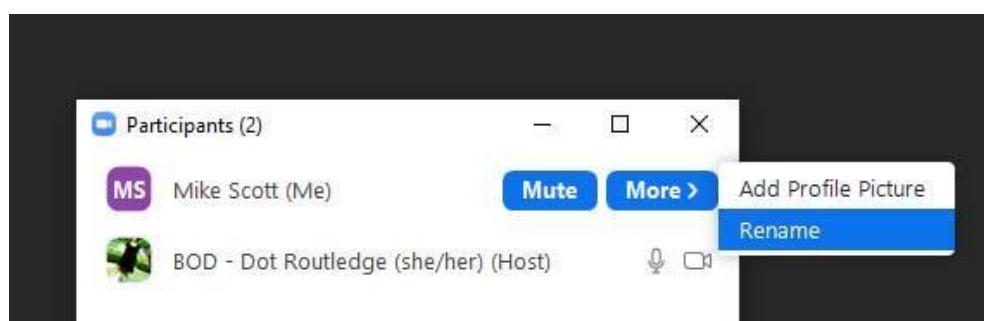 Participants (2)
MS Mike Scott (Me) Mute More > Add Profile Picture
Rename
BOD - Dot Routledge (she/her) (Host)